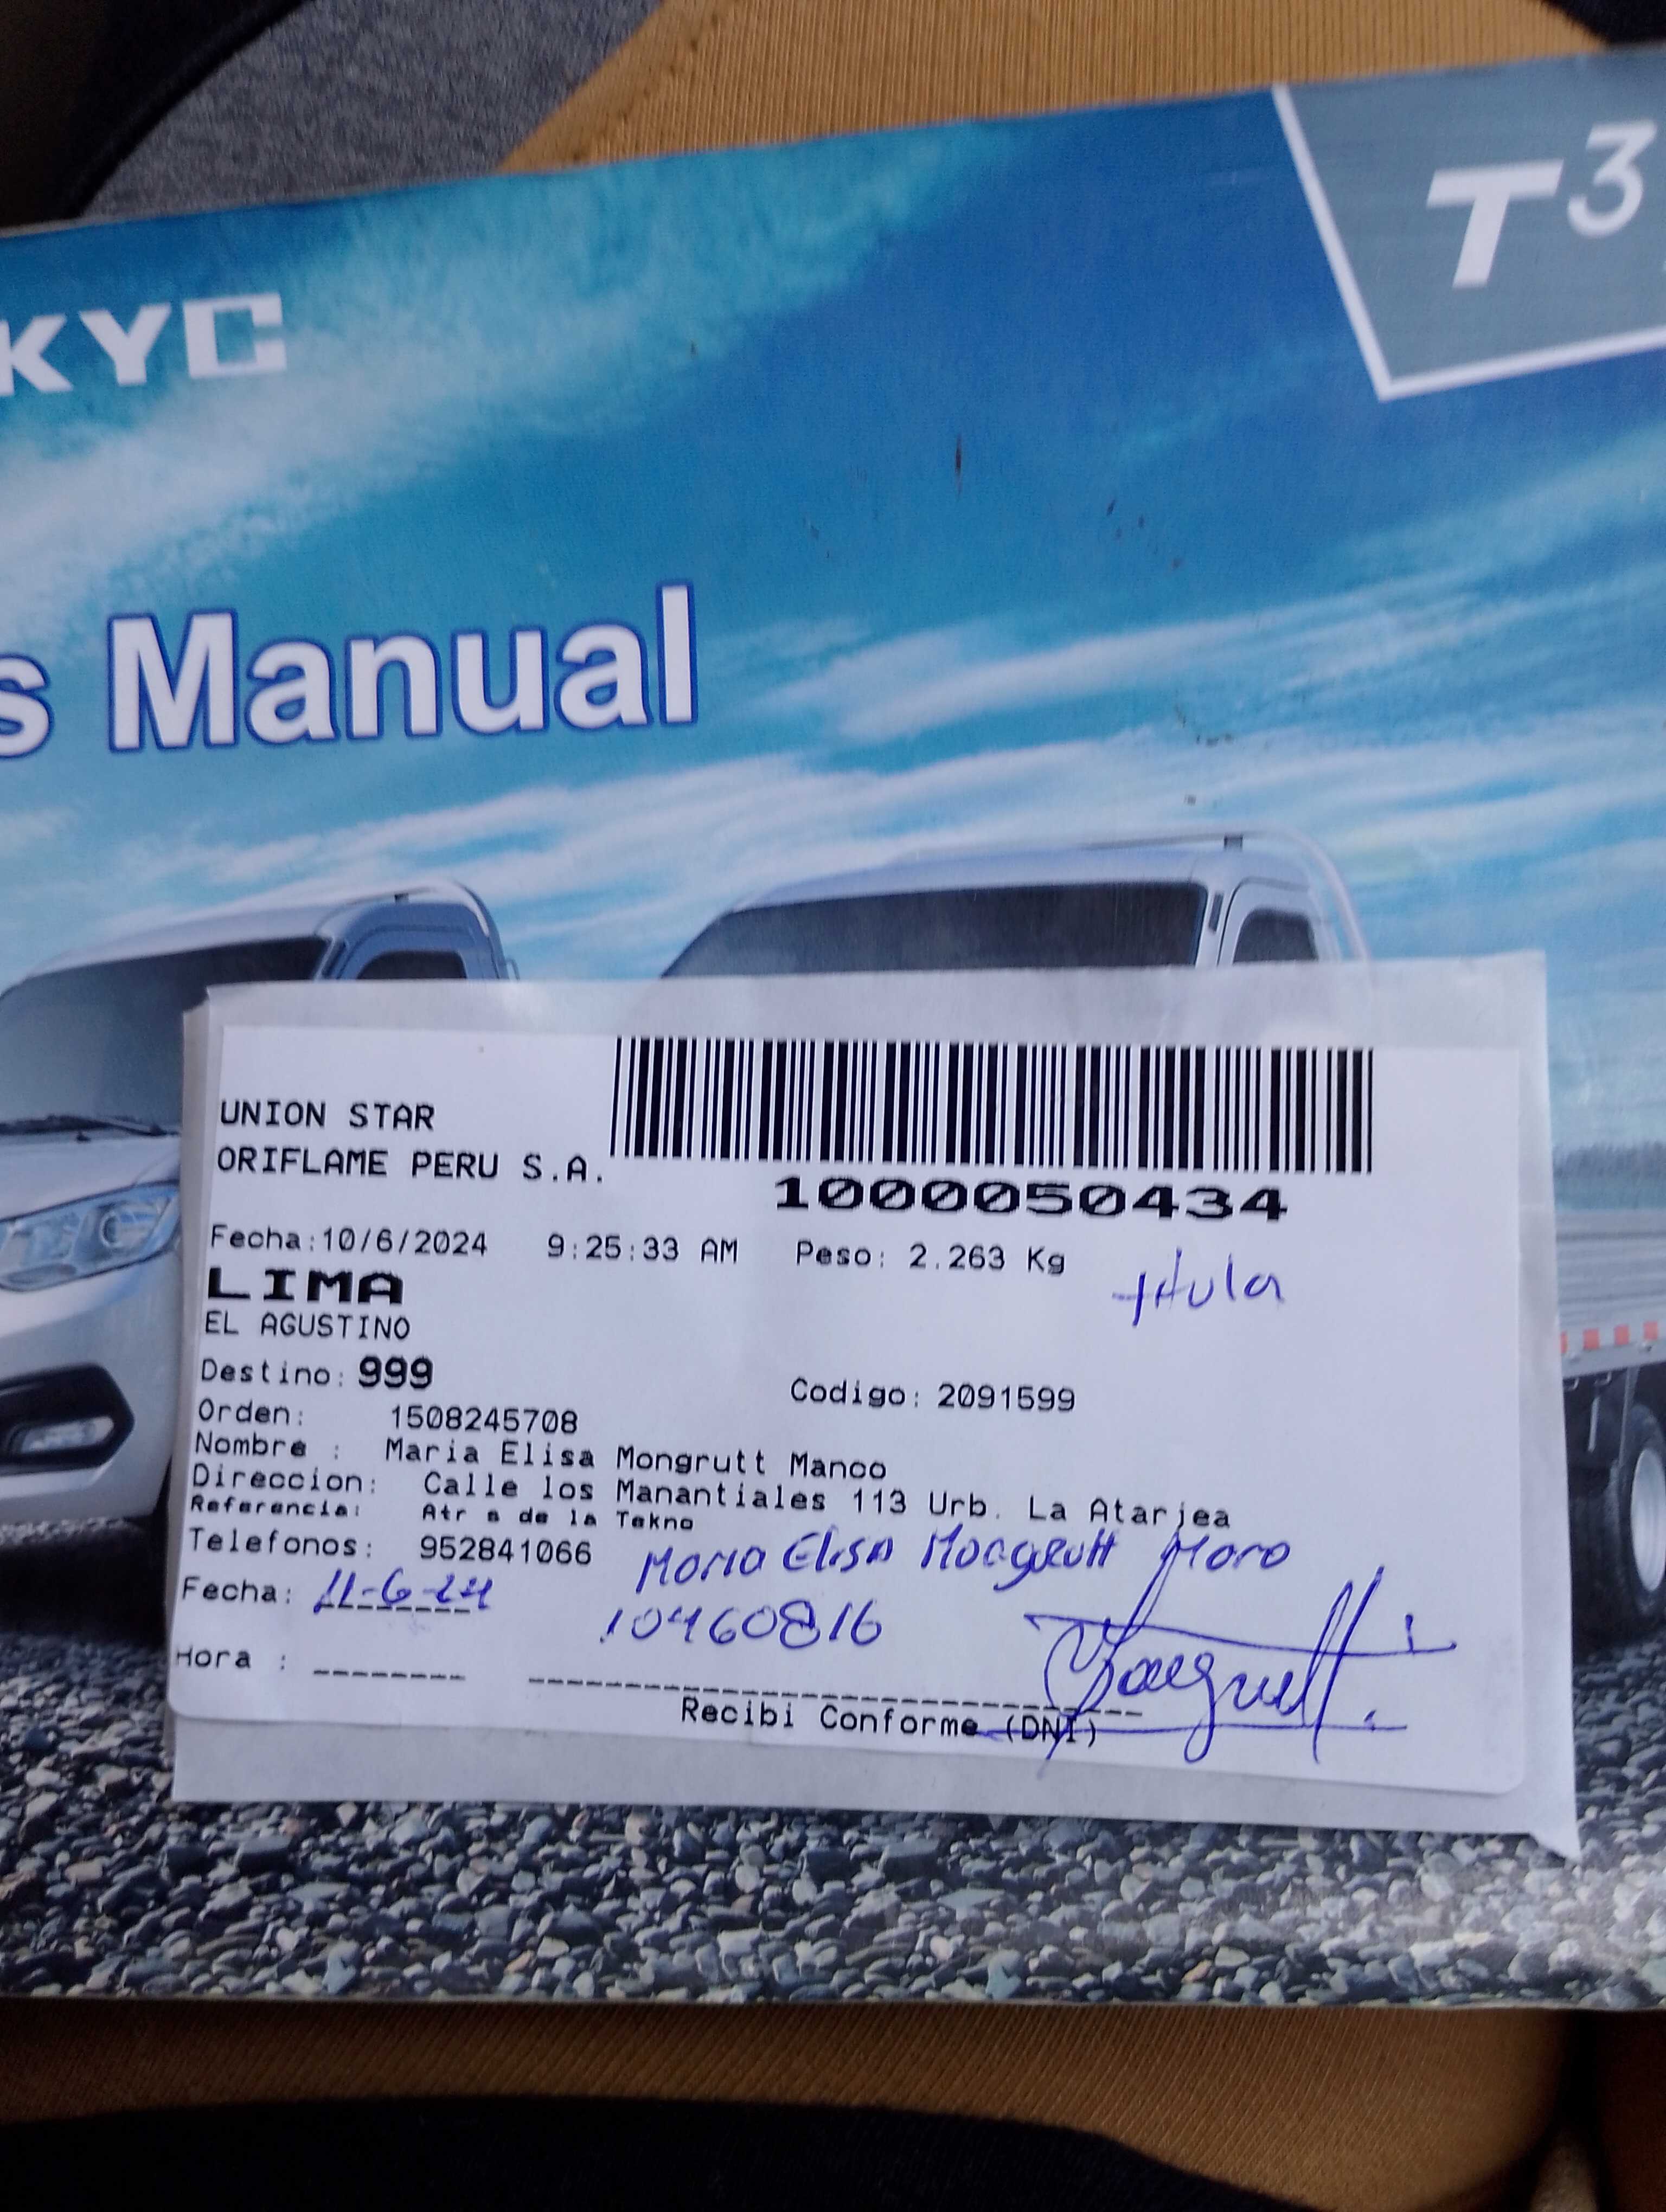 T3
KYC
s Manual
UNION STAR
ORIFLAME PERU S.A.
1000050434
Fecha:10/6/2024 9:25:33 AM Peso: 2.263 Kg
LIMA
EL AGUSTINO
Destino: 999 Codigo: 2091599
Orden: 1508245708
Nombre : Maria Elisa Mongrutt Manco
Direccion: Calle los Manantiales 113 Urb. La Atarjea
Referencia: Atr s de la Tekno
Telefonos: 952841066 Maria Elisa Mongrutt
Fecha: 11-6-24 10460816
Hora :
Recibi Conforme (DNI)